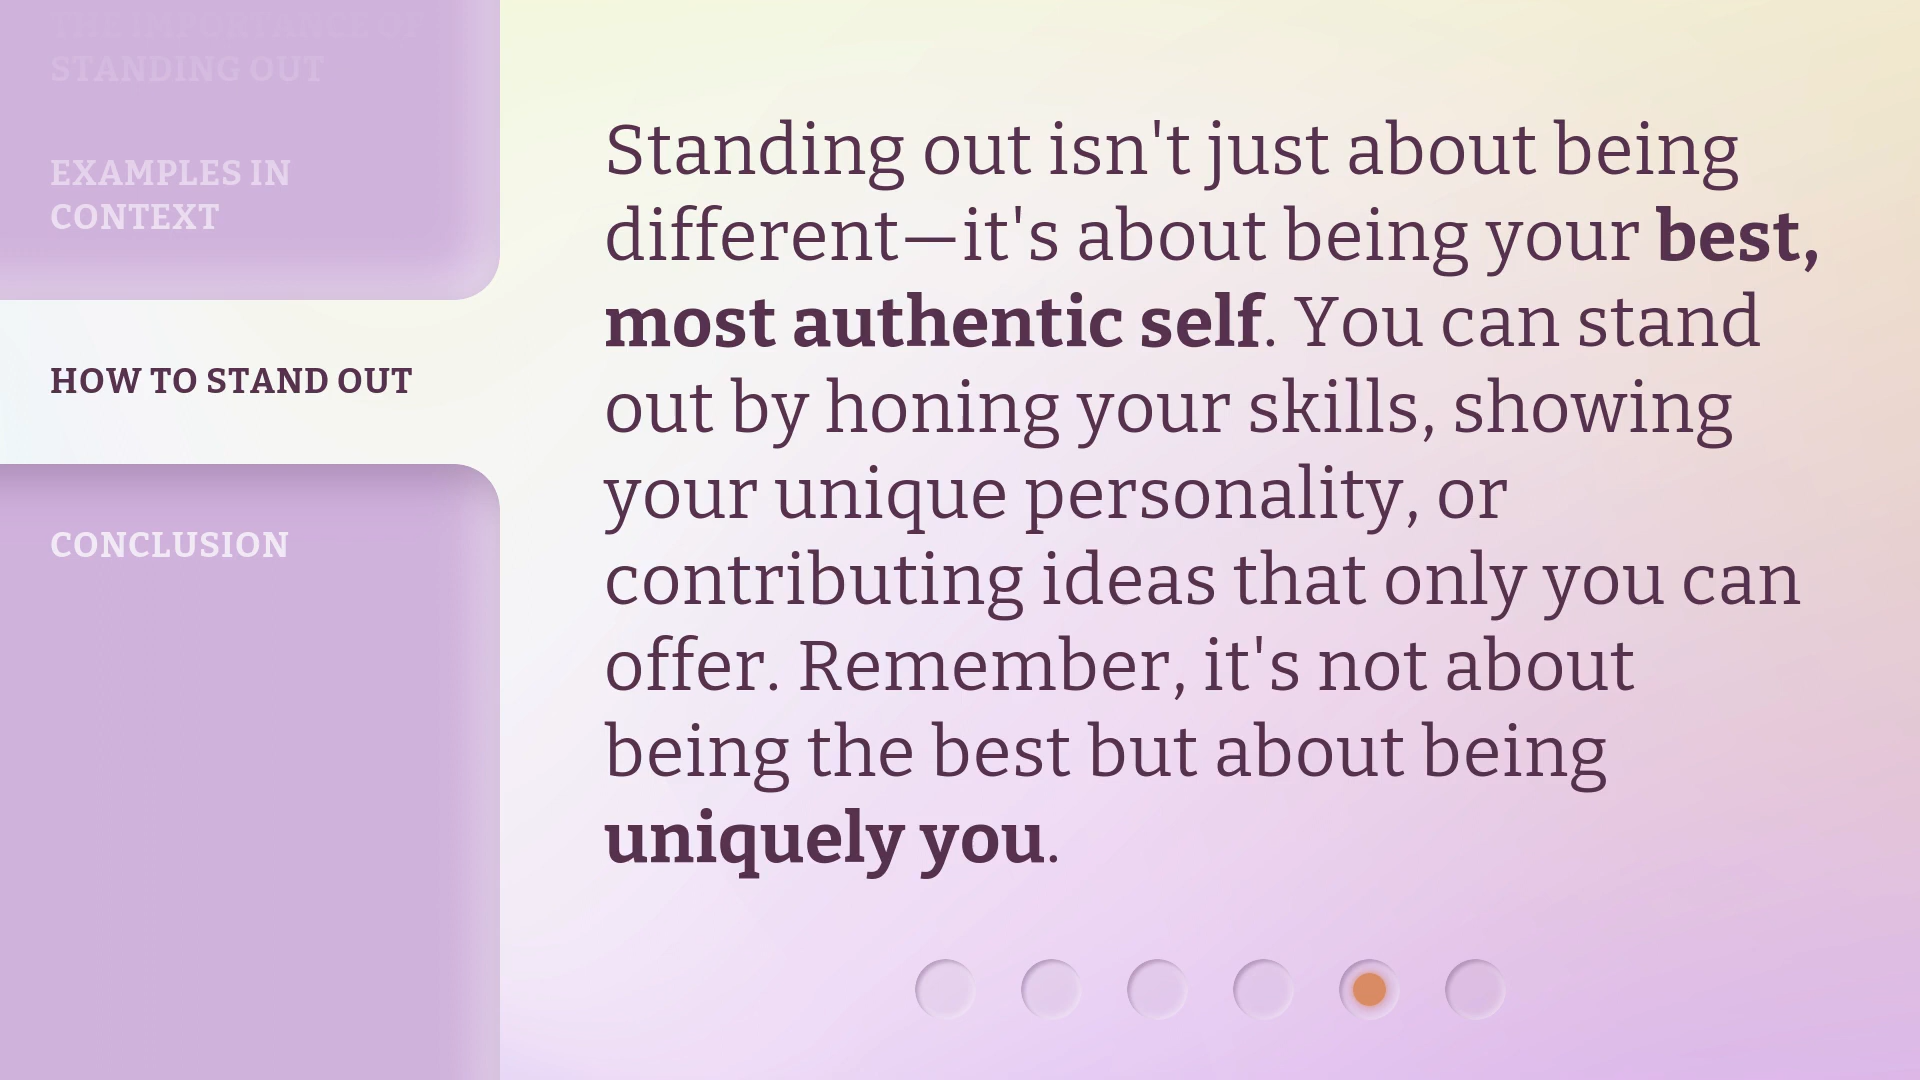 THE IMPORTANCE OF
STANDING OUT
EXAMPLES IN
CONTEXT
HOW TO STAND OUT
CONCLUSION
Standing out isn't just about being
different—it's about being your best,
most authentic self. You can stand
out by honing your skills, showing
your unique personality, or
contributing ideas that only you can
offer. Remember, it's not about
being the best but about being
uniquely you.